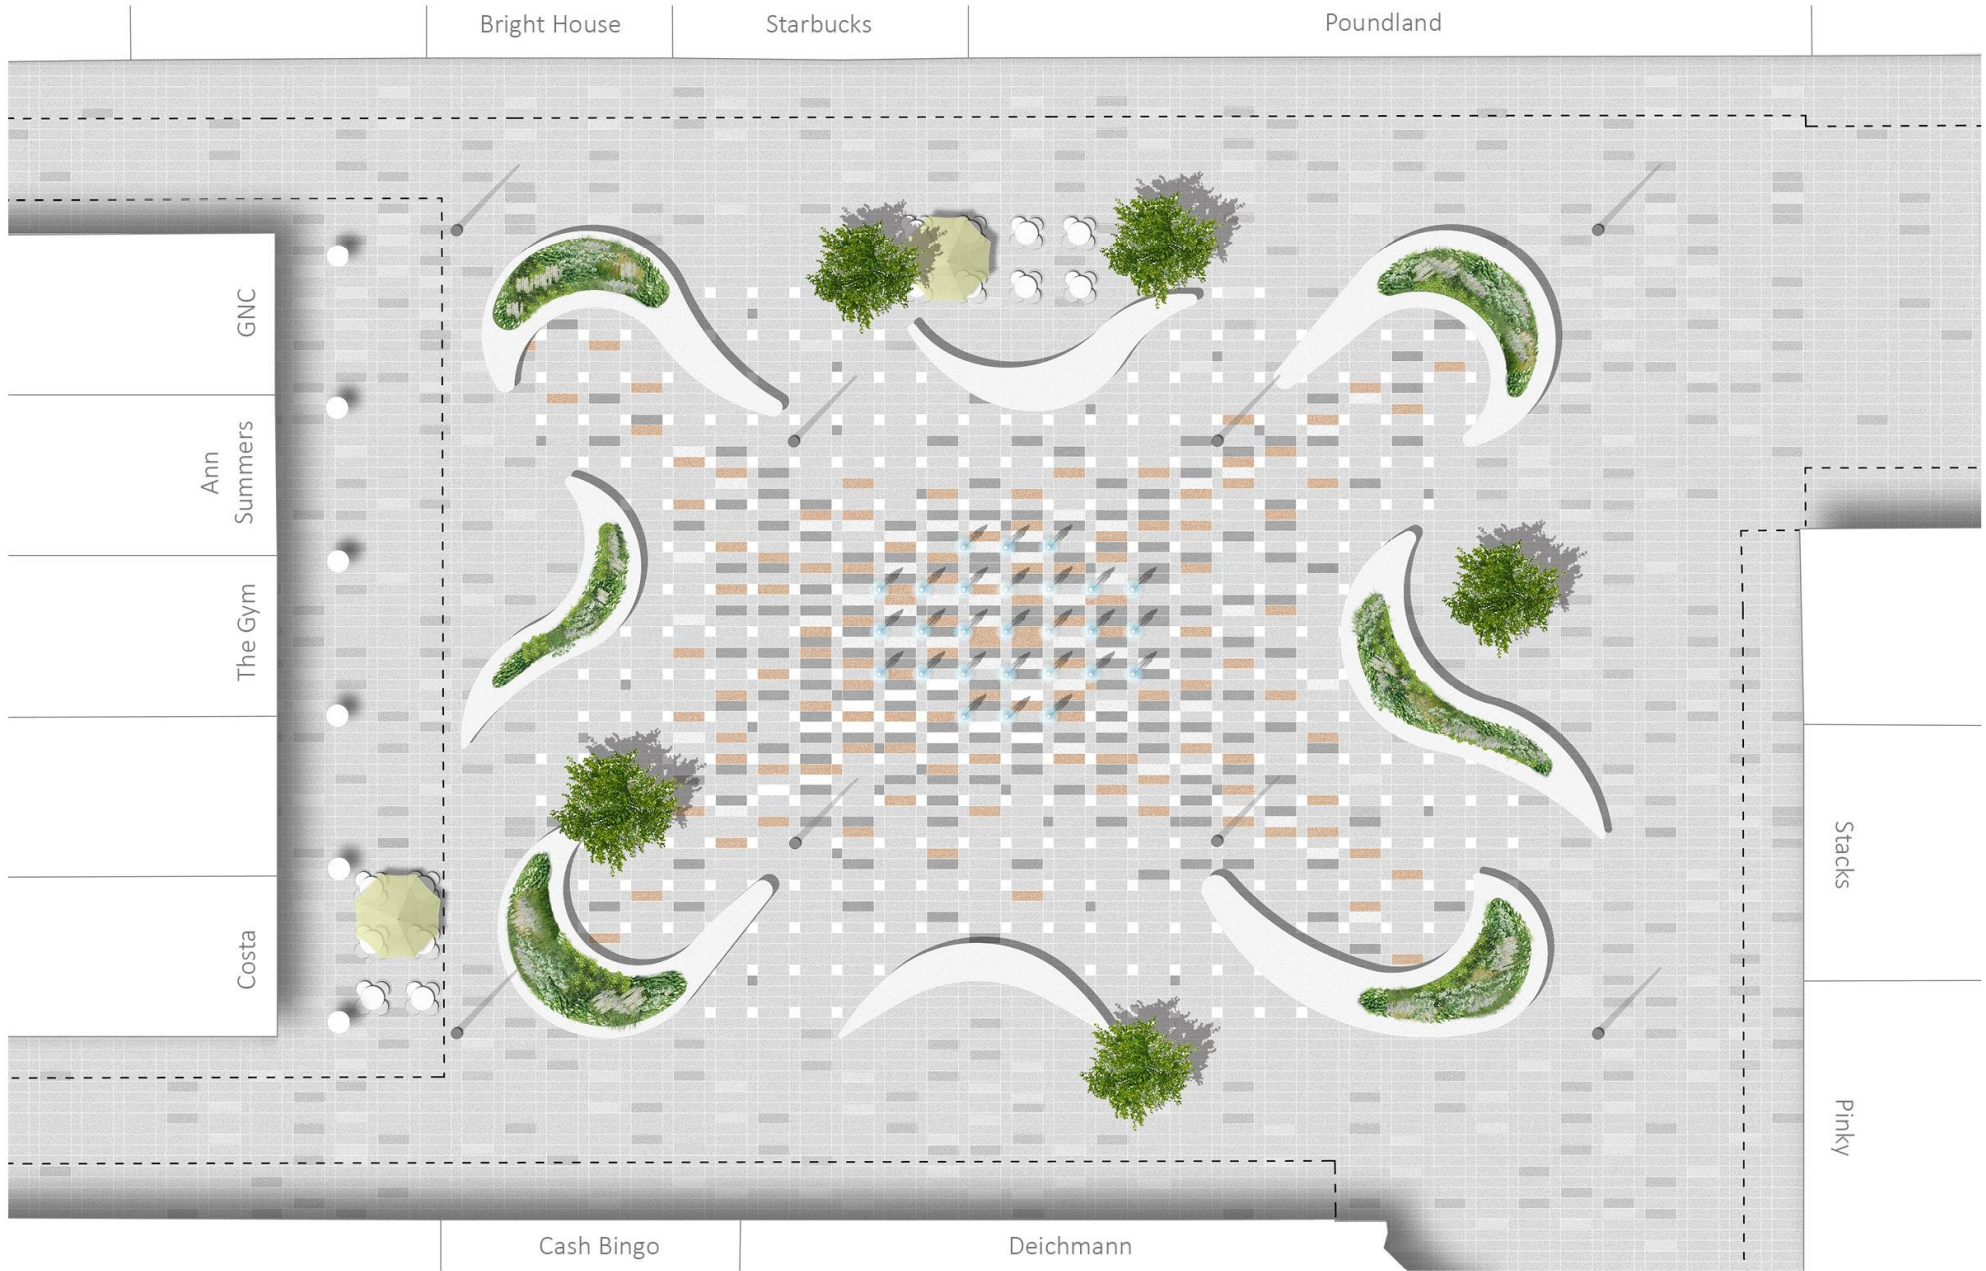 Bright House
Starbucks
Poundland
GNC
Ann
Summers
The Gym
Costa
Stacks
Pinky
Cash Bingo
Deichmann